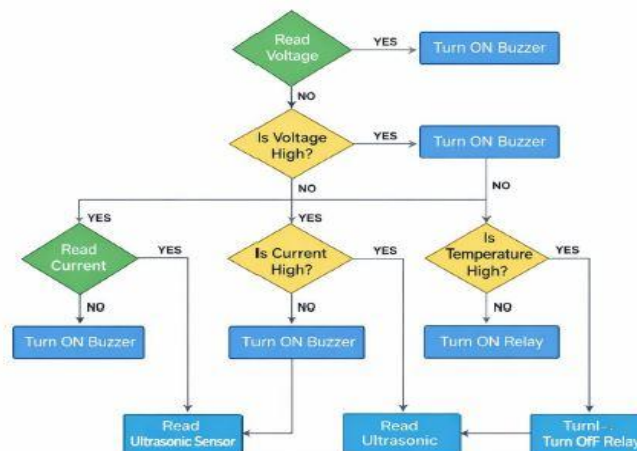 Read
Voltage
YES
Turn ON Buzzer
NO
Is Voltage
High?
YES
Turn ON Buzzer
NO
NO
YES
YES
Read
Current
YES
Is Current
High?
YES
Is
Temperature
High?
YES
NO
NO
NO
Turn ON Buzzer
Turn ON Buzzer
Turn ON Relay
Read
Ultrasonic Sensor
Read
Ultrasonic
TurnI-
Turn OfF Relay